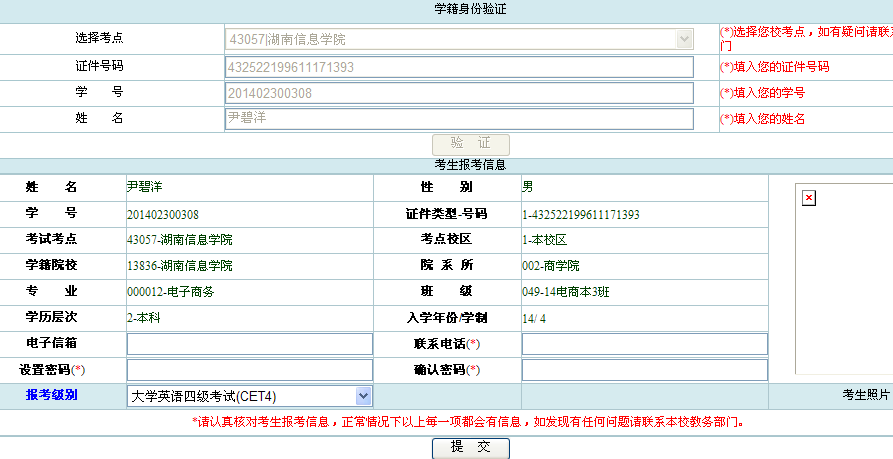 学籍身份验证
选择考点 43057|湖南信息学院 (*)选择您校考点，如有疑问请联系
门
证件号码 432522199611171393 (*)填入您的证件号码
学 号 201402300308 (*)填入您的学号
姓 名 尹碧洋 (*)填入您的姓名
验 证
考生报考信息
姓 名 尹碧洋 性 别 男
学 号 201402300308 证件类型-号码 1-432522199611171393
考试考点 43057-湖南信息学院 考点校区 1-本校区
学籍院校 13836-湖南信息学院 院 系 所 002-商学院
专 业 000012-电子商务 班 级 049-14电商本3班
学历层次 2-本科 入学年份/学制 14/ 4
电子信箱 联系电话(*)
设置密码(*) 确认密码(*)
报考级别 大学英语四级考试(CET4) 考生照片
*请认真核对考生报考信息，正常情况下以上每一项都会有信息，如发现有任何问题请联系本校教务部门。
提 交